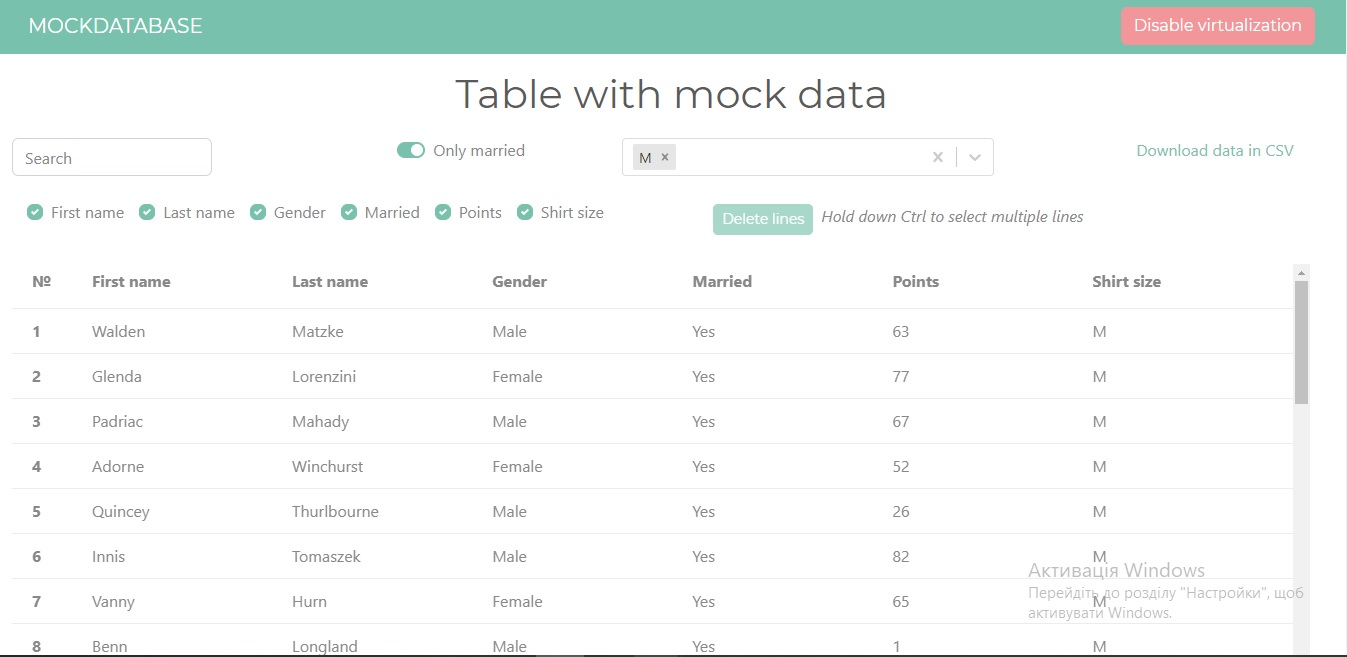 MOCKDATABASE Disable virtualization
Table with mock data
Search Only married M × Download data in CSV
First name Last name Gender Married Points Shirt size
Delete lines Hold down Ctrl to select multiple lines
№ First name Last name Gender Married Points Shirt size
1 Walden Matzke Male Yes 63 M
2 Glenda Lorenzini Female Yes 77 M
3 Padriac Mahady Male Yes 67 M
4 Adorne Winchurst Female Yes 52 M
5 Quincey Thurlbourne Male Yes 26 M
6 Innis Tomaszek Male Yes 82 M
Активація Windows
Перейдіть до розділу "Настройки", щоб
активувати Windows.
7 Vanny Hurn Female Yes 65 M
8 Benn Longland Male Yes 1 M